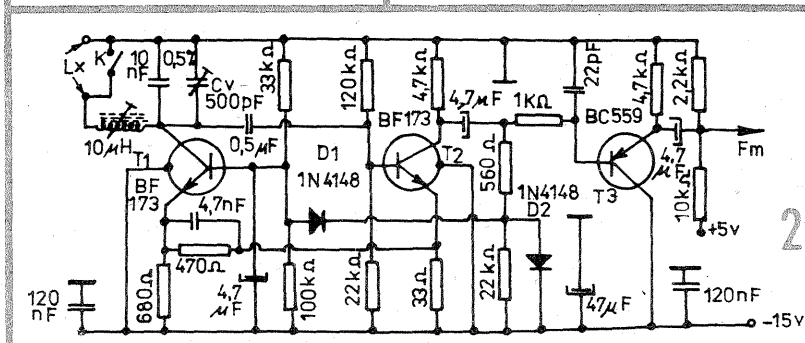 Lx
K
10 nF
0,5%
Cv 500pF
33kΩ
120kΩ
4,7kΩ
4,7µF
1kΩ
22pF
4,7kΩ
2,2kΩ
BC559
Fm
10µH
0,5µF
BF173
T1
BF 173
D1
1N4148
T2
560Ω
1N4148
D2
T3
4,7 µF
10kΩ
+5v
2
4,7nF
470Ω
120 nF
680Ω
4,7 µF
100kΩ
22kΩ
33Ω
22kΩ
47µF
120nF
-15v